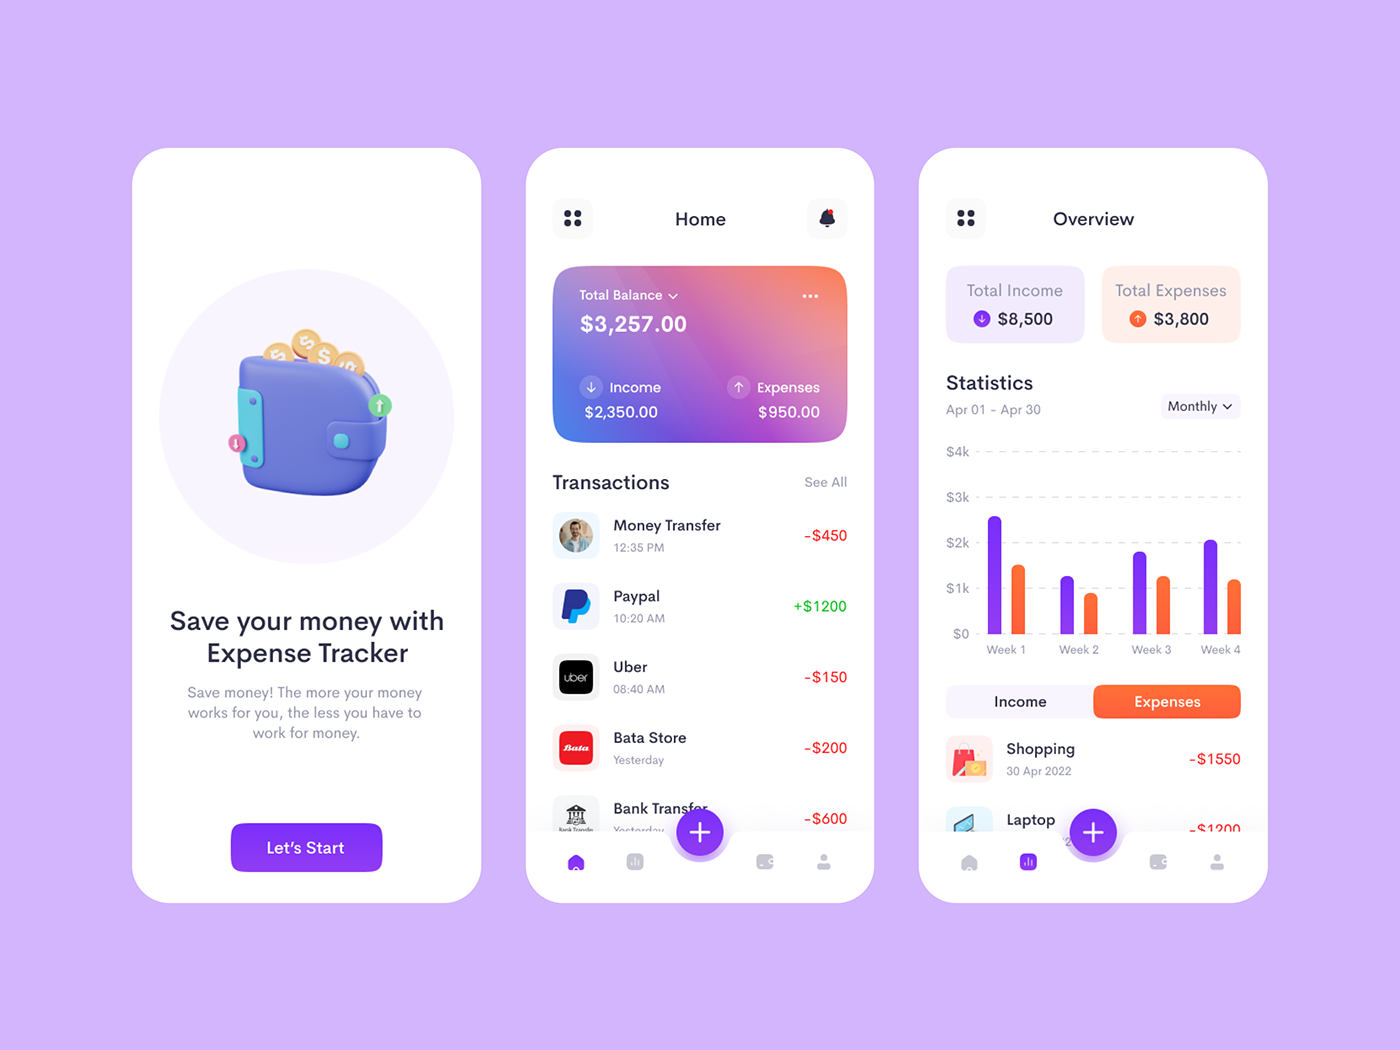 Save your money with
Expense Tracker
Save money! The more your money
works for you, the less you have to
work for money.
Let's Start
Home
Total Balance
$3,257.00
Income
Expenses
$2,350.00
$950.00
Transactions
See All
Money Transfer
12:35 PM
-$450
Paypal
10:20 AM
+$1200
Uber
Uber
08:40 AM
-$150
Bata
Bata Store
Yesterday
-$200
Bank Transfer
Yesterday
-$600
Overview
Total Income
$8,500
Total Expenses
$3,800
Statistics
Apr 01 - Apr 30
Monthly
$4k
$3k
$2k
$1k
$0
Week 1
Week 2
Week 3
Week 4
Income
Expenses
Shopping
30 Apr 2022
-$1550
Laptop
-$1200